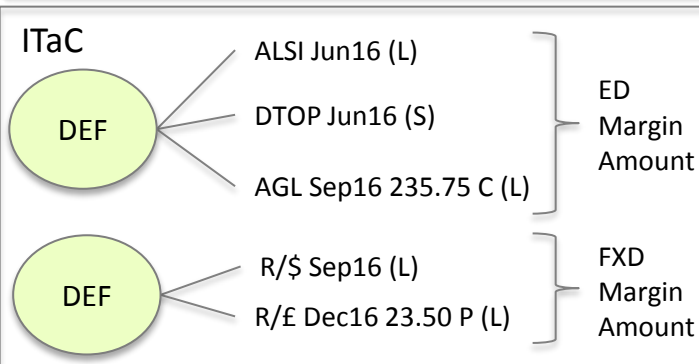 ITaC
DEF
ALSI Jun16 (L)
DTOP Jun16 (S)
AGL Sep16 235.75 C (L)
ED
Margin
Amount
DEF
R/$ Sep16 (L)
R/£ Dec16 23.50 P (L)
FXD
Margin
Amount